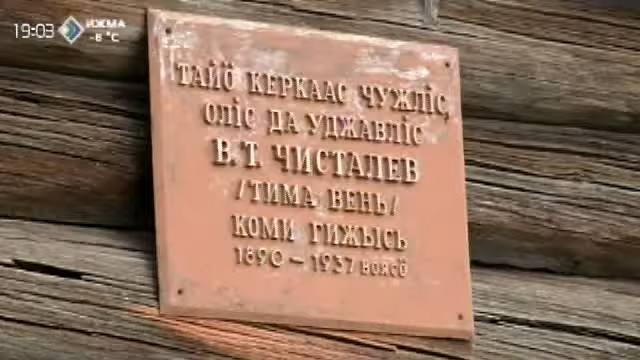 19:03 ИЖМА
-8 °C
ТАЙӦ КЕРКААС ЧУЖЛІС,
ОЛІС ДА УДЖАВЛІС
В.Т. ЧИСТАЛЕВ
/ТИМА ВЕНЬ/
КОМИ ГИЖЫСЬ
1890 – 1937 воясӧ